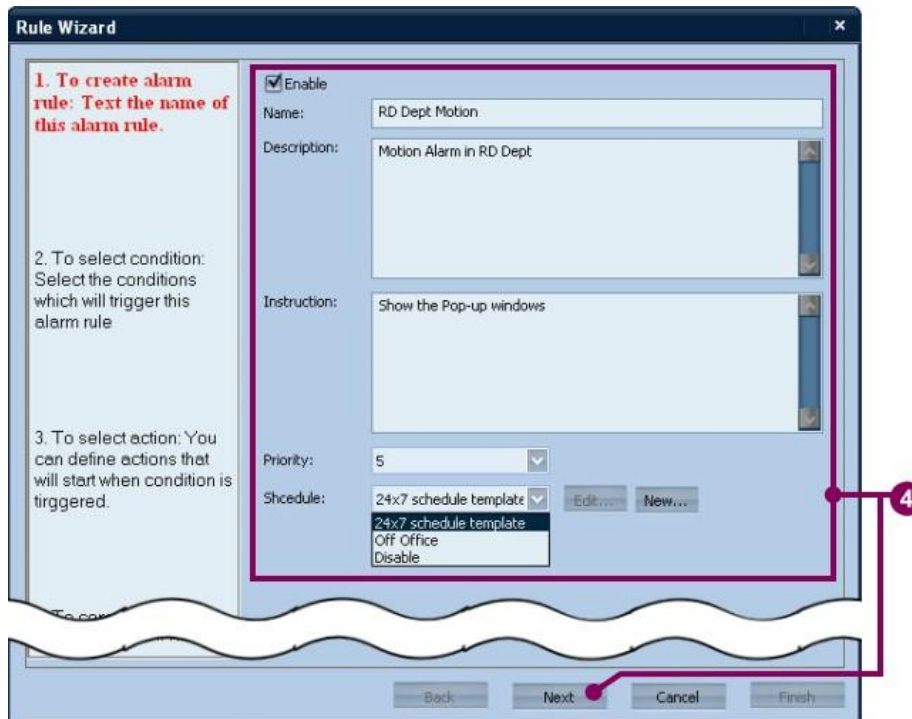 Rule Wizard
1. To create alarm
rule: Text the name of
this alarm rule.
2. To select condition:
Select the conditions
which will trigger this
alarm rule
3. To select action: You
can define actions that
will start when condition is
tirggered.
Enable
Name:
RD Dept Motion
Description:
Motion Alarm in RD Dept
Instruction:
Show the Pop-up windows
Priority:
5
Shcedule:
24x7 schedule template
Edit...
New...
24x7 schedule template
Off Office
Disable
4
Back
Next
Cancel
Finish